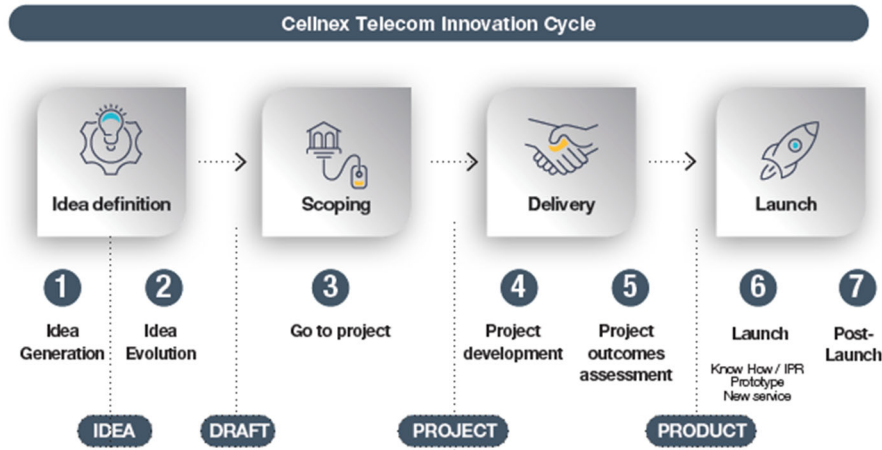 Cellnex Telecom Innovation Cycle
Idea definition
Scoping
Delivery
Launch
1
2
3
4
5
6
7
Idea
Generation
Idea
Evolution
Go to project
Project
development
Project
outcomes
assessment
Launch
Know How / IPR
Prototype
New service
Post-
Launch
IDEA
DRAFT
PROJECT
PRODUCT